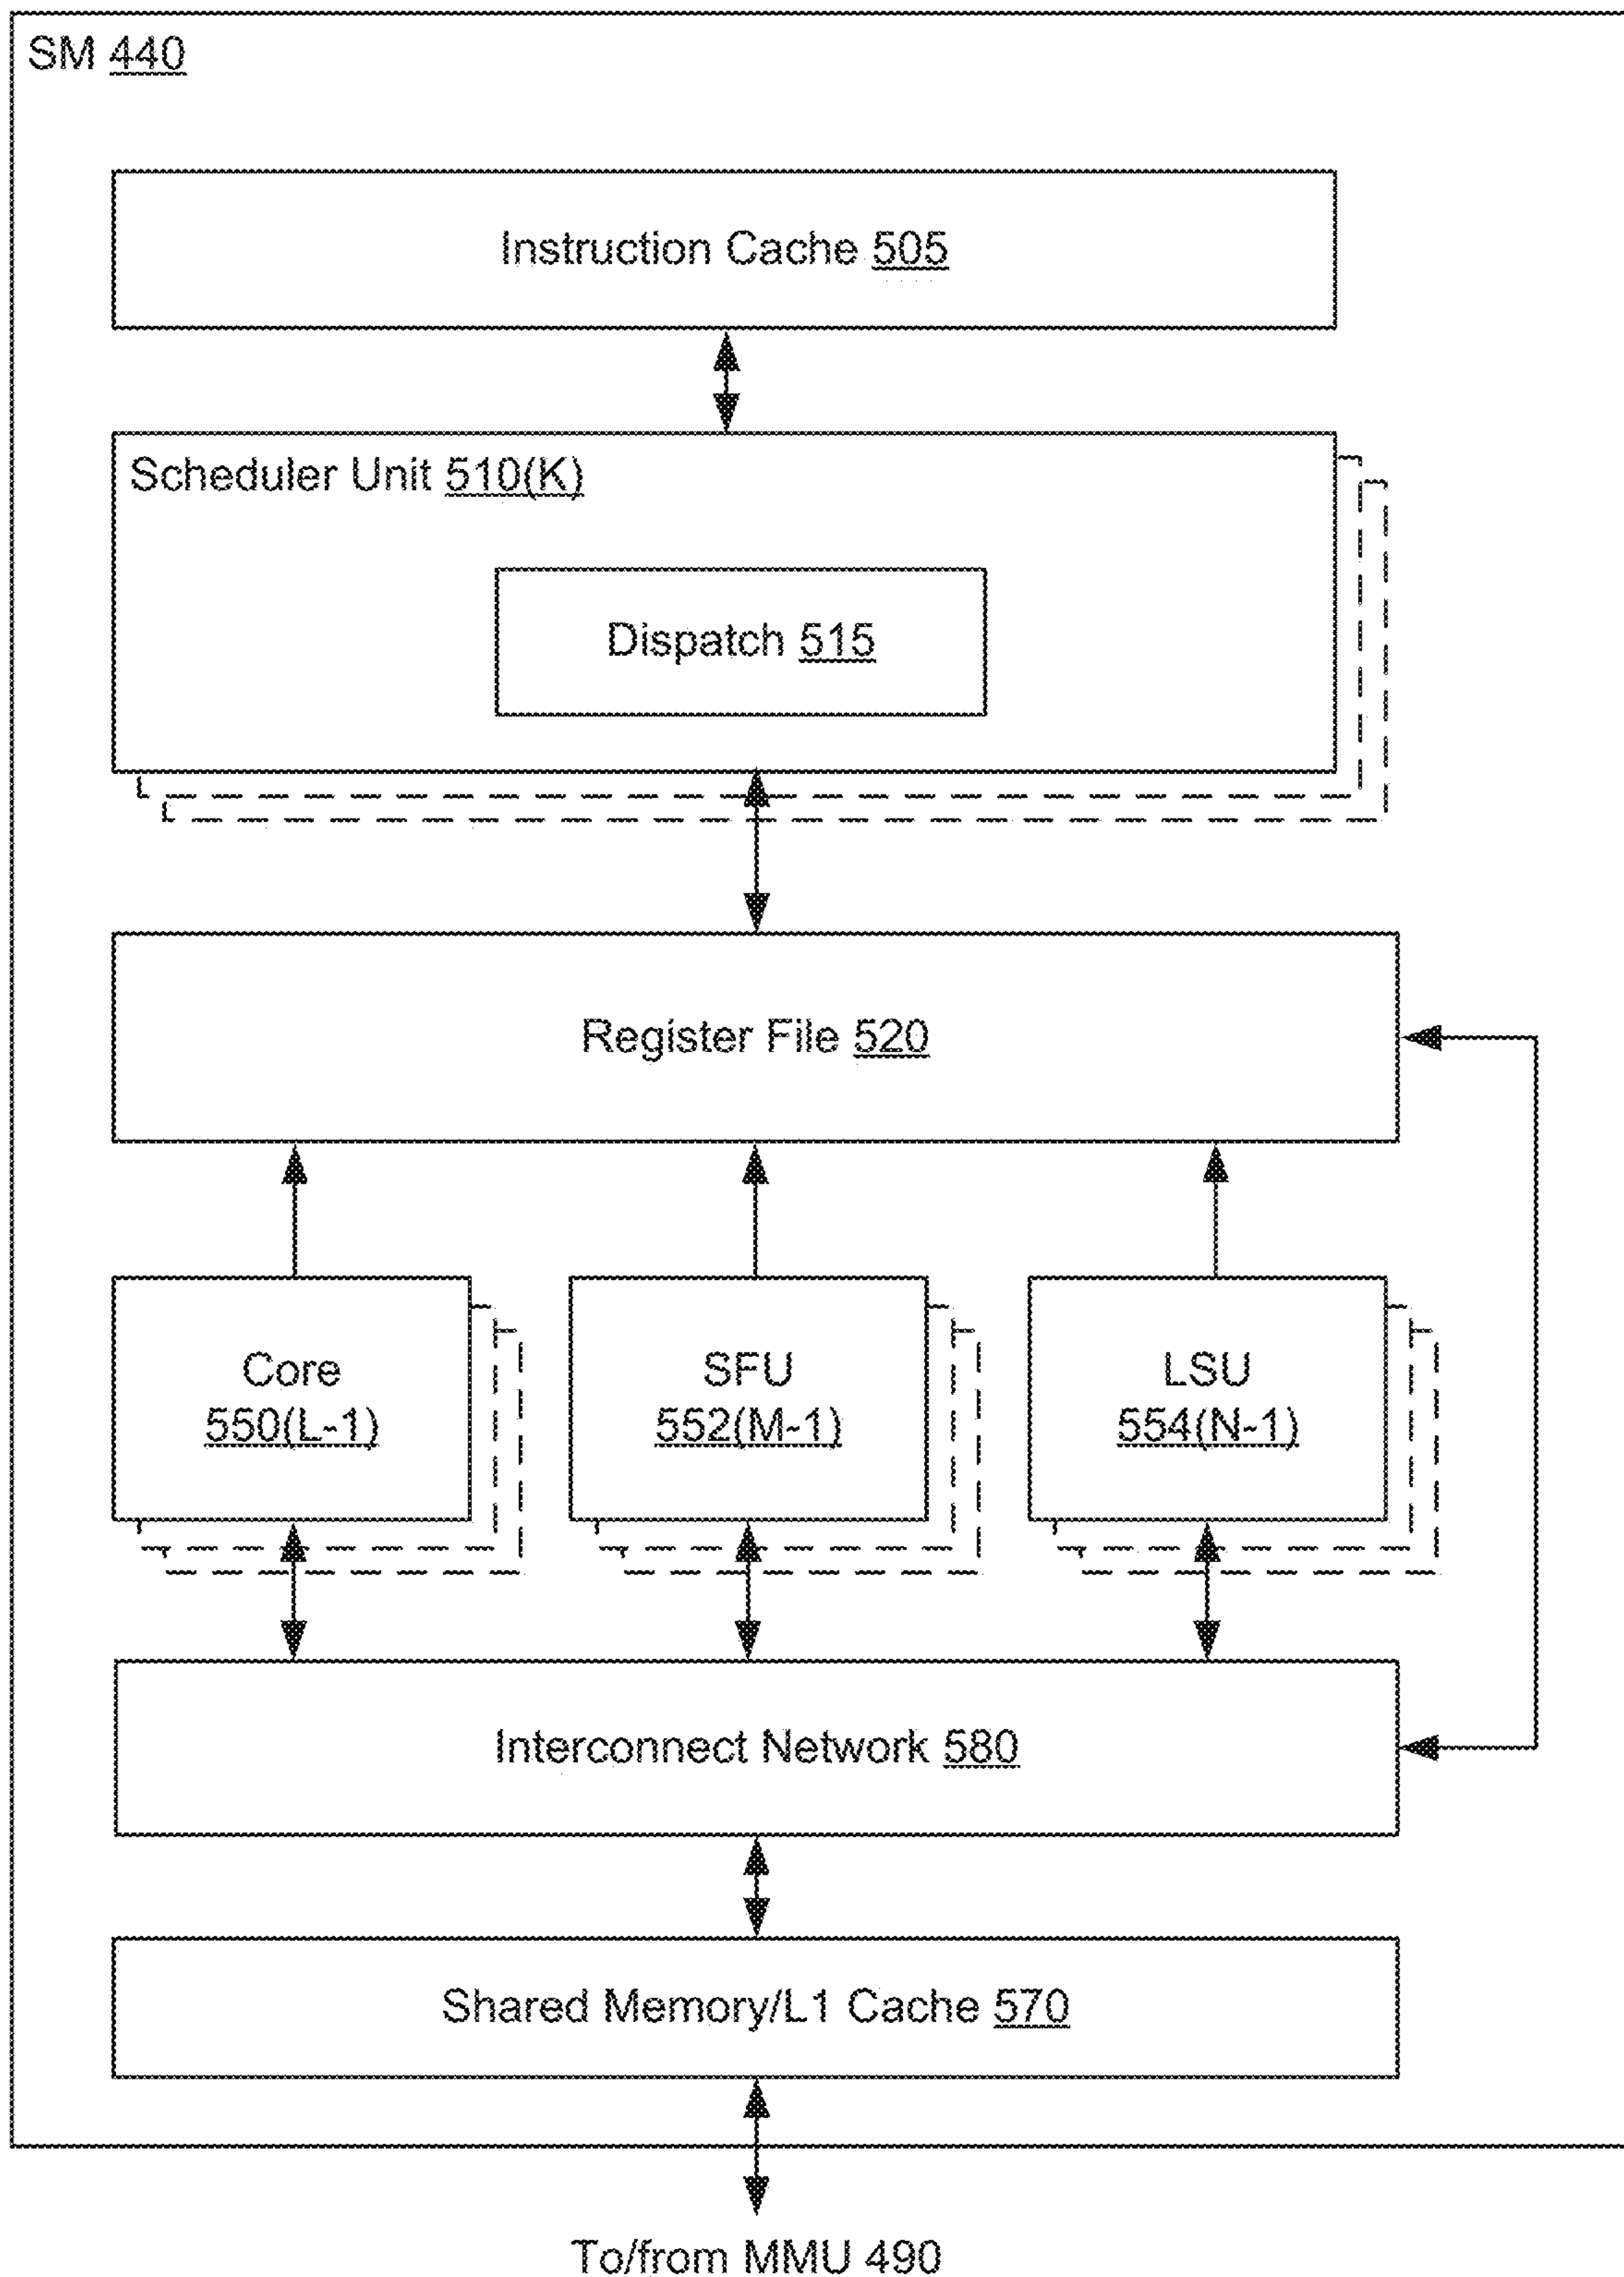 SM 440
Instruction Cache 505
Scheduler Unit 510(K)
Dispatch 515
Register File 520
Core
550(L-1)
SFU
552(M-1)
LSU
554(N-1)
Interconnect Network 580
Shared Memory/L1 Cache 570
To/from MMU 490